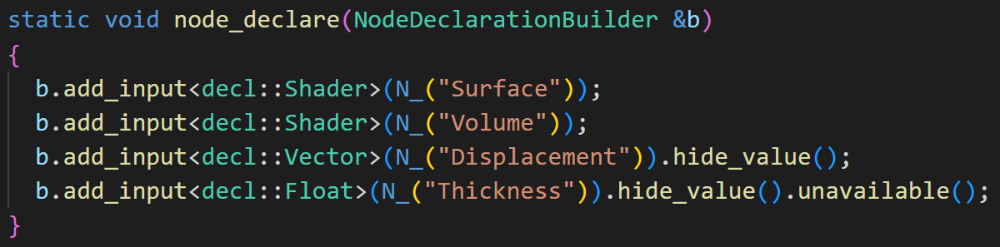 static void node_declare(NodeDeclarationBuilder &b)
{
  b.add_input<decl::Shader>(N_("Surface"));
  b.add_input<decl::Shader>(N_("Volume"));
  b.add_input<decl::Vector>(N_("Displacement")).hide_value();
  b.add_input<decl::Float>(N_("Thickness")).hide_value().unavailable();
}